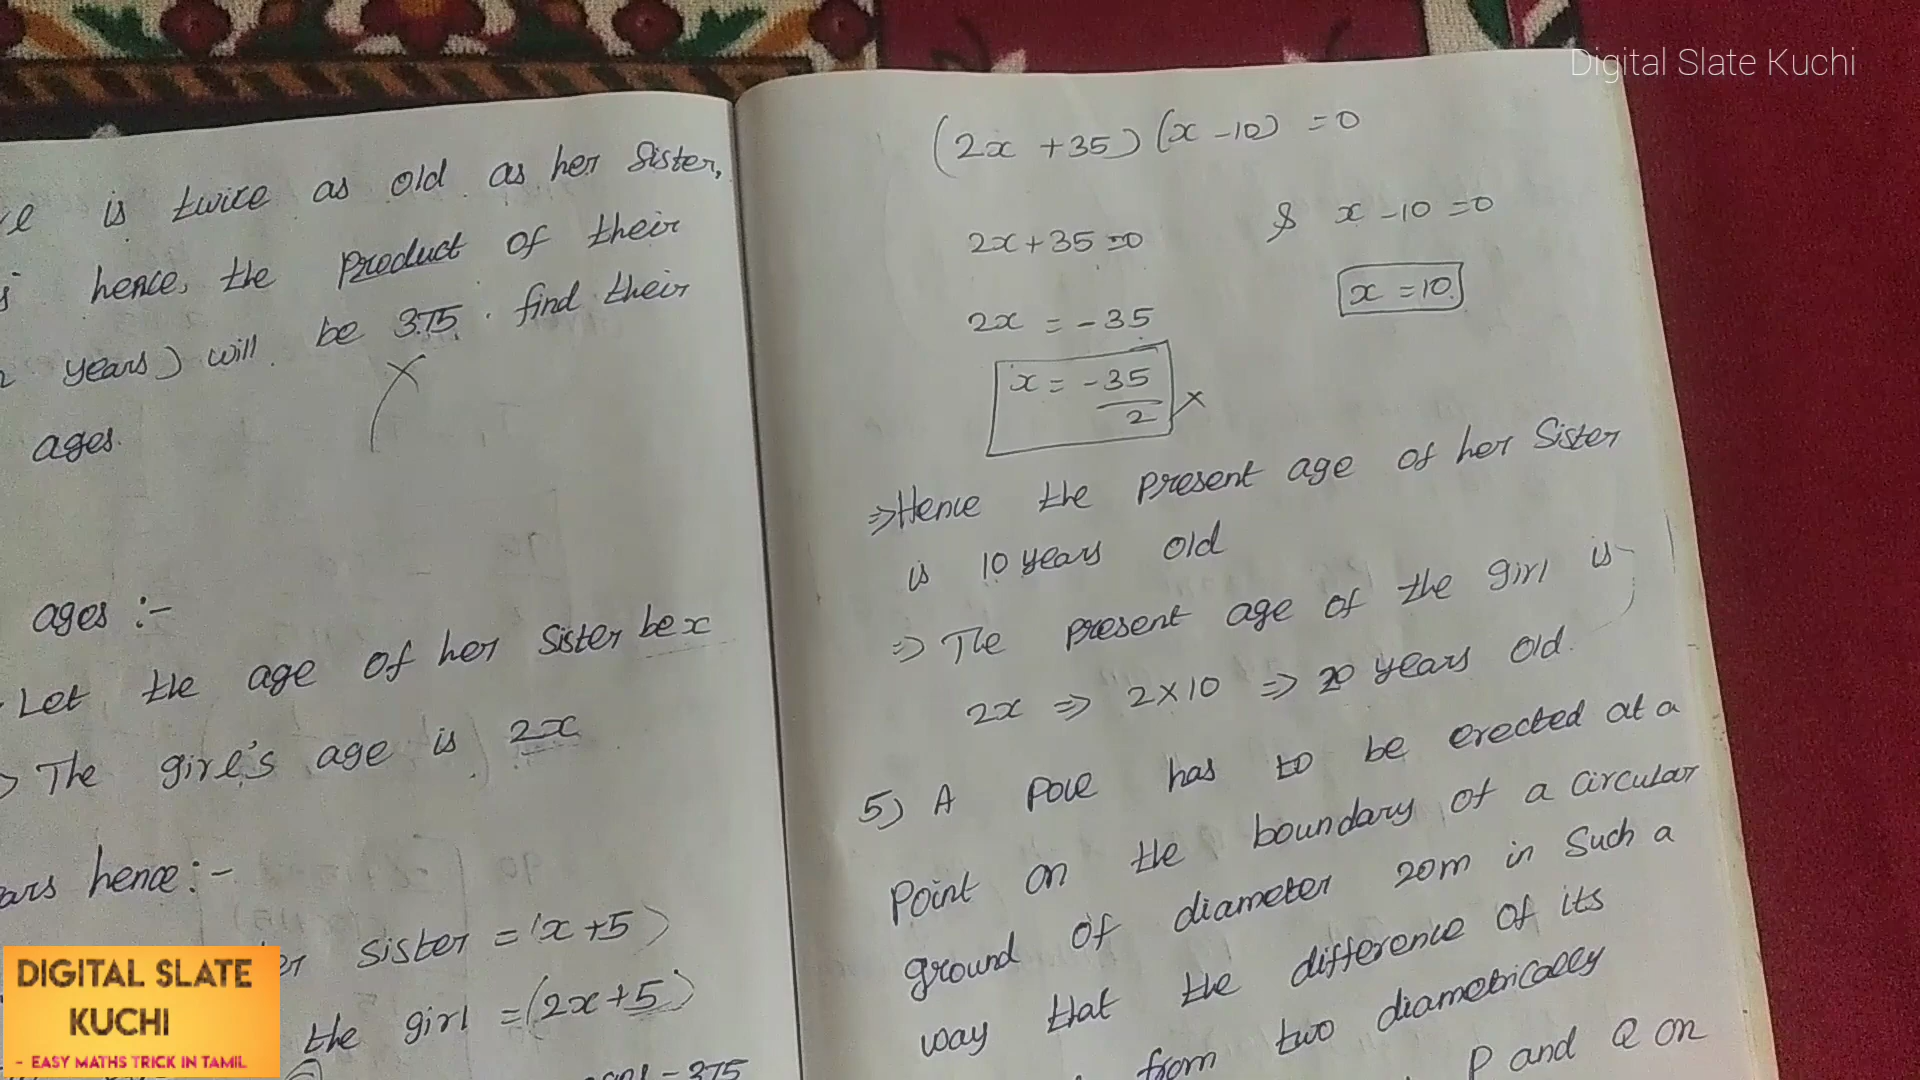 is twice as old as her Sister,
hence, the Product of their
years) will be 375. find their
ages.
ages :-
Let the age of her Sister be x
The girl's age is 2x
hence :-
Sister = (x+5)
the girl = (2x+5)
= 375
(2x +35) (x -10) =0
2x+35=0 & x -10 =0
2x = -35 x =10
x = -35
2
⇒Hence the Present age of her Sister
is 10 years old
⇒ The Present age of the girl is
2x ⇒ 2×10 ⇒ 20 years old.
5) A Pole has to be erected at a
Point on the boundary of a circular
ground of diameter 20m in Such a
way that the difference of its
from two diametrically
P and Q on
Digital Slate Kuchi
DIGITAL SLATE
KUCHI
- EASY MATHS TRICK IN TAMIL